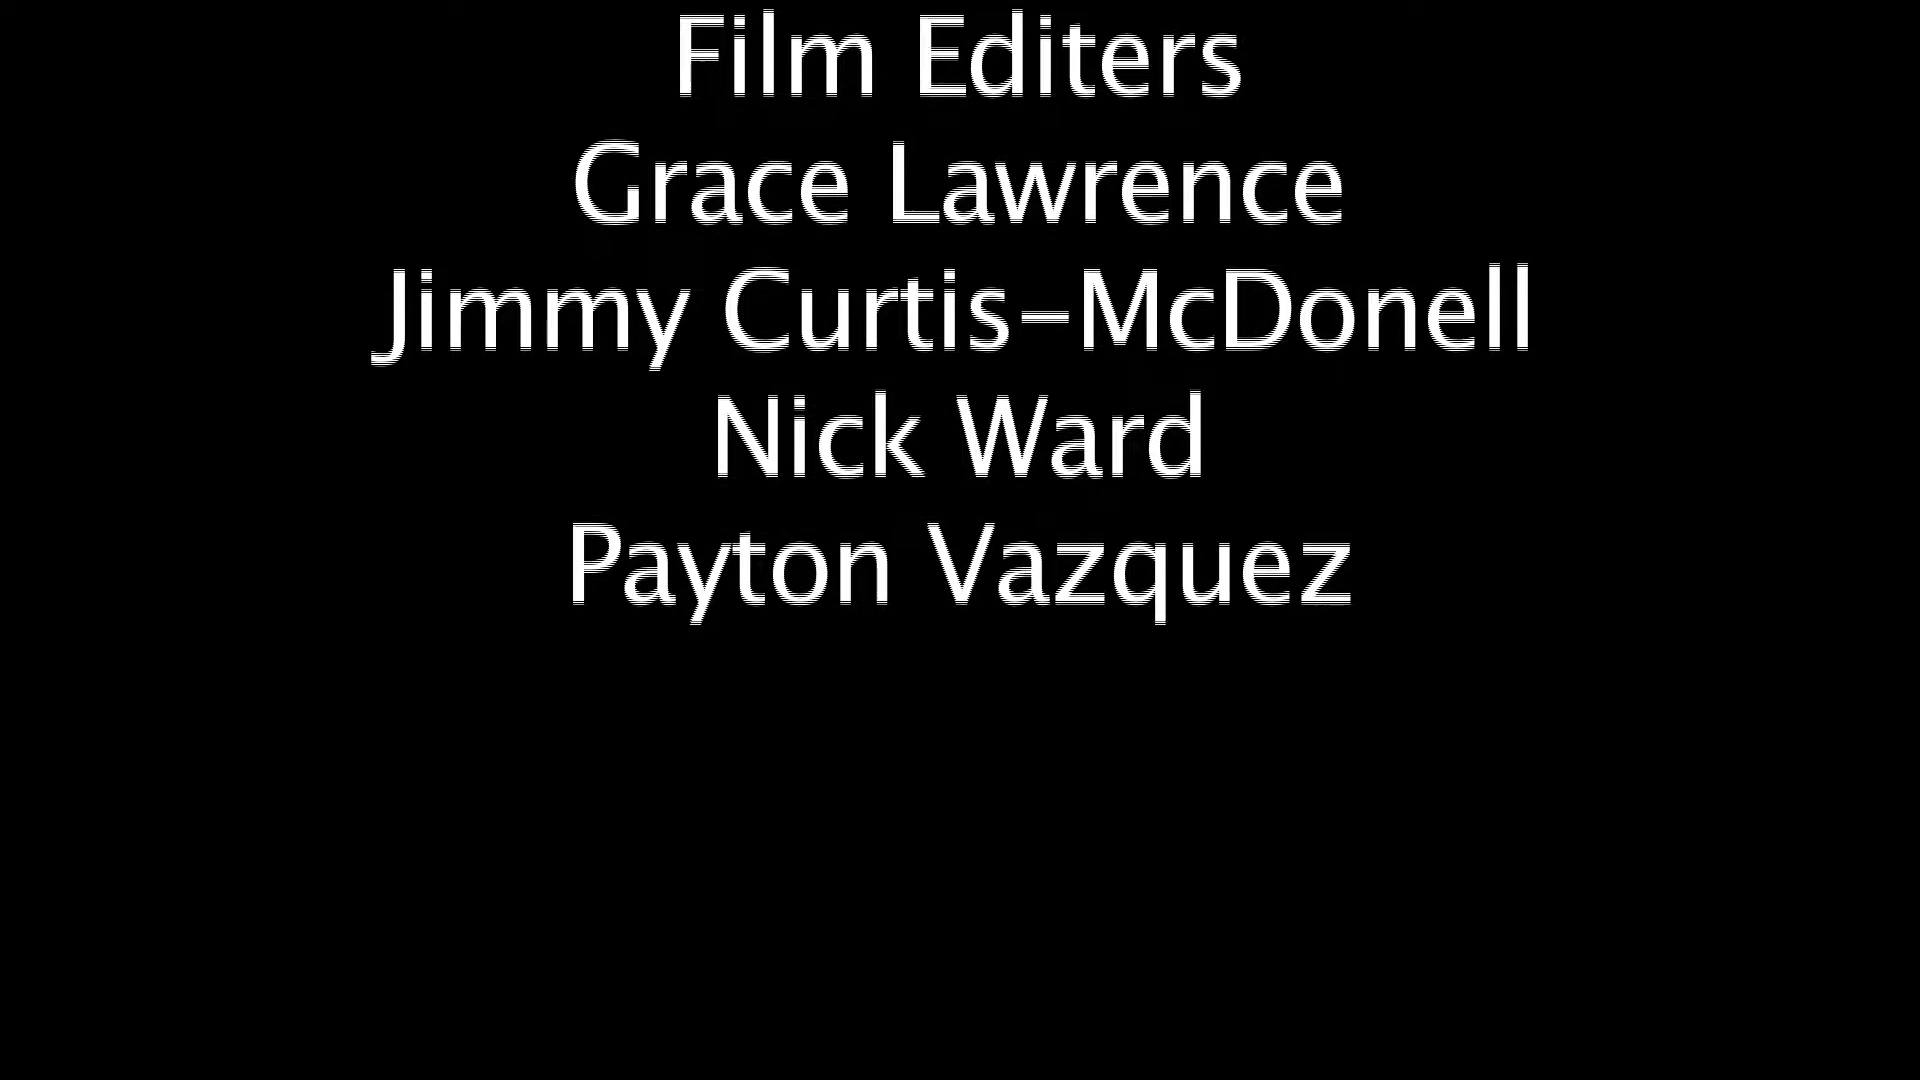 Film Editers
Grace Lawrence
Jimmy Curtis-McDonell
Nick Ward
Payton Vazquez